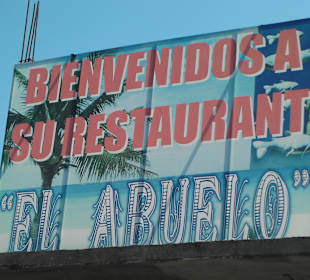 BIENVENIDOS A
SU RESTAURANT
"EL ABUELO"